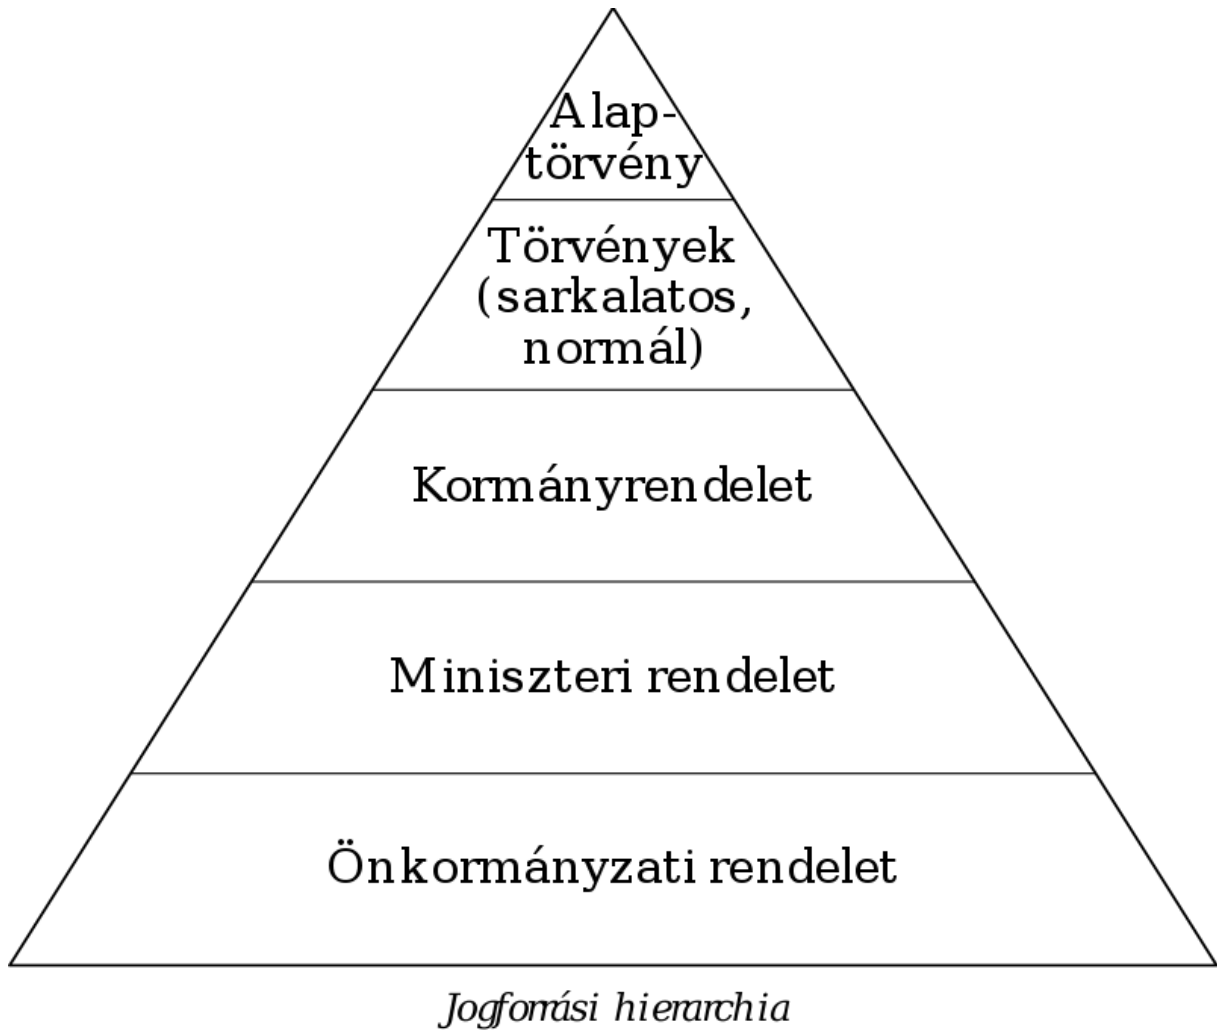 Alap-
törvény
Törvények
(sarkalatos,
normál)
Kormányrendelet
Miniszteri rendelet
Önkormányzati rendelet
Jogforrási hierarchia